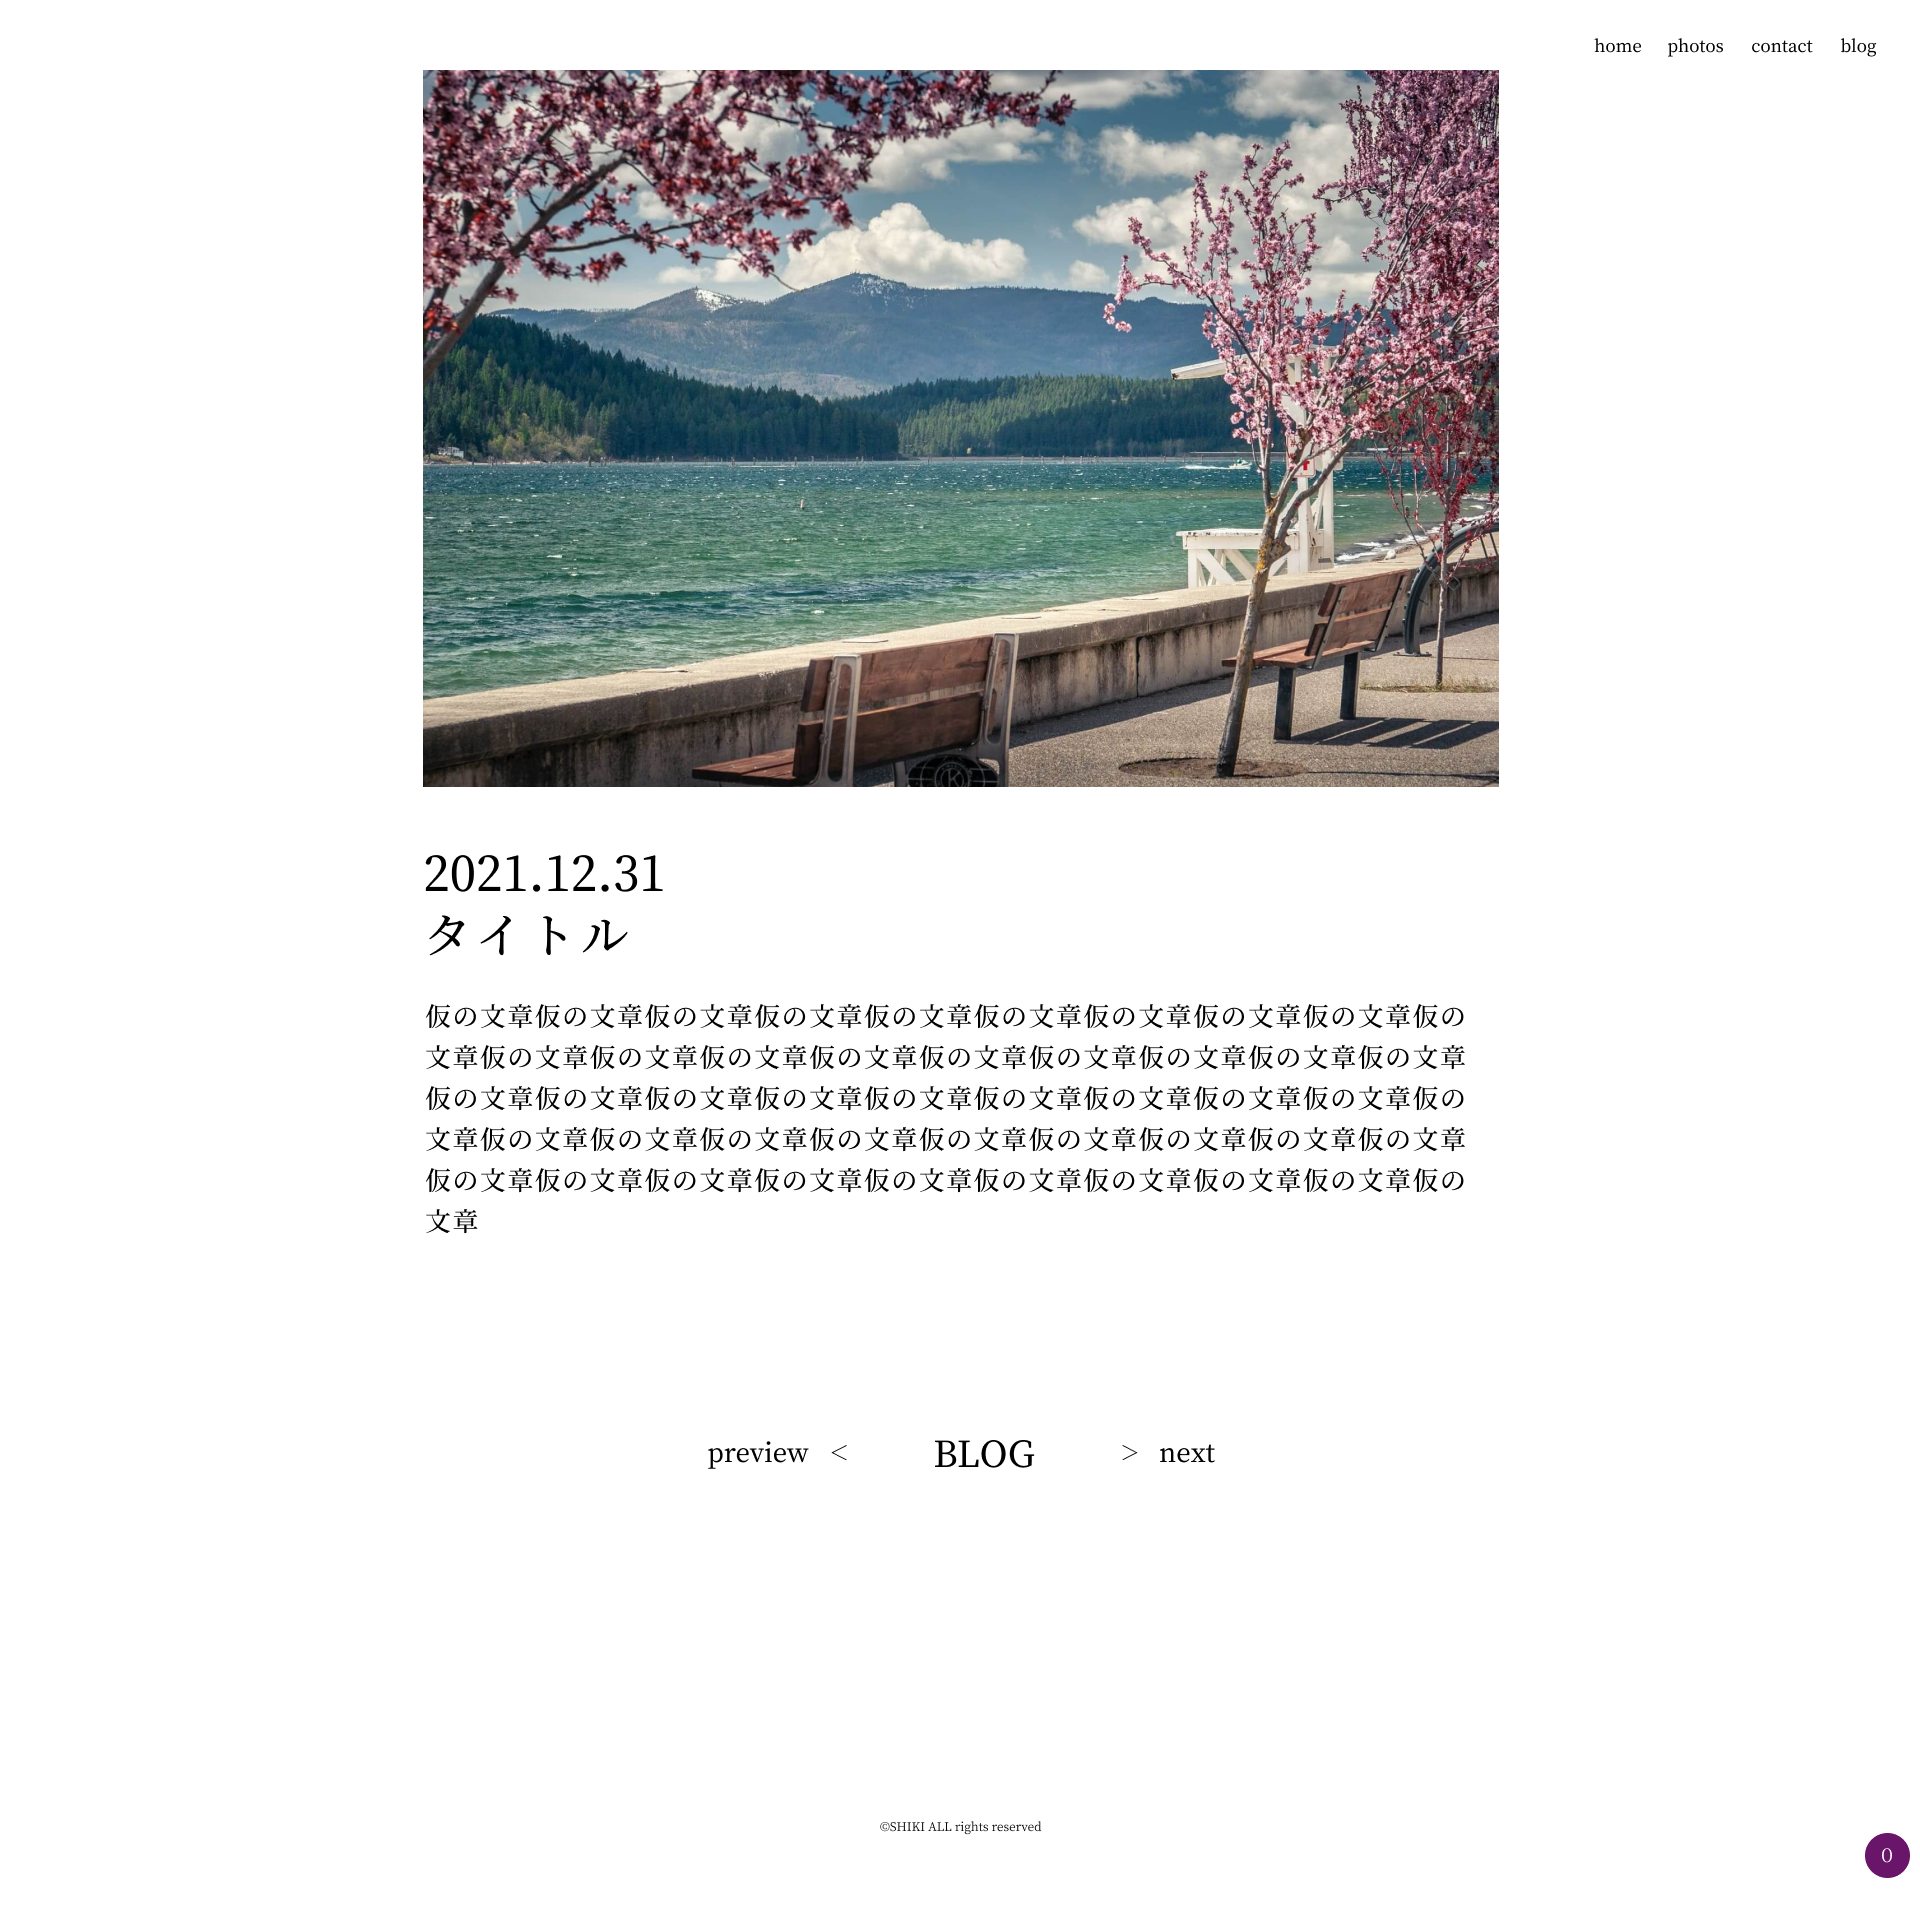 home photos contact blog
2021.12.31
タイトル
仮の文章仮の文章仮の文章仮の文章仮の文章仮の文章仮の文章仮の文章仮の文章仮の
文章仮の文章仮の文章仮の文章仮の文章仮の文章仮の文章仮の文章仮の文章仮の文章
仮の文章仮の文章仮の文章仮の文章仮の文章仮の文章仮の文章仮の文章仮の文章仮の
文章仮の文章仮の文章仮の文章仮の文章仮の文章仮の文章仮の文章仮の文章仮の文章
仮の文章仮の文章仮の文章仮の文章仮の文章仮の文章仮の文章仮の文章仮の文章仮の
文章
preview < BLOG > next
©SHIKI ALL rights reserved
0